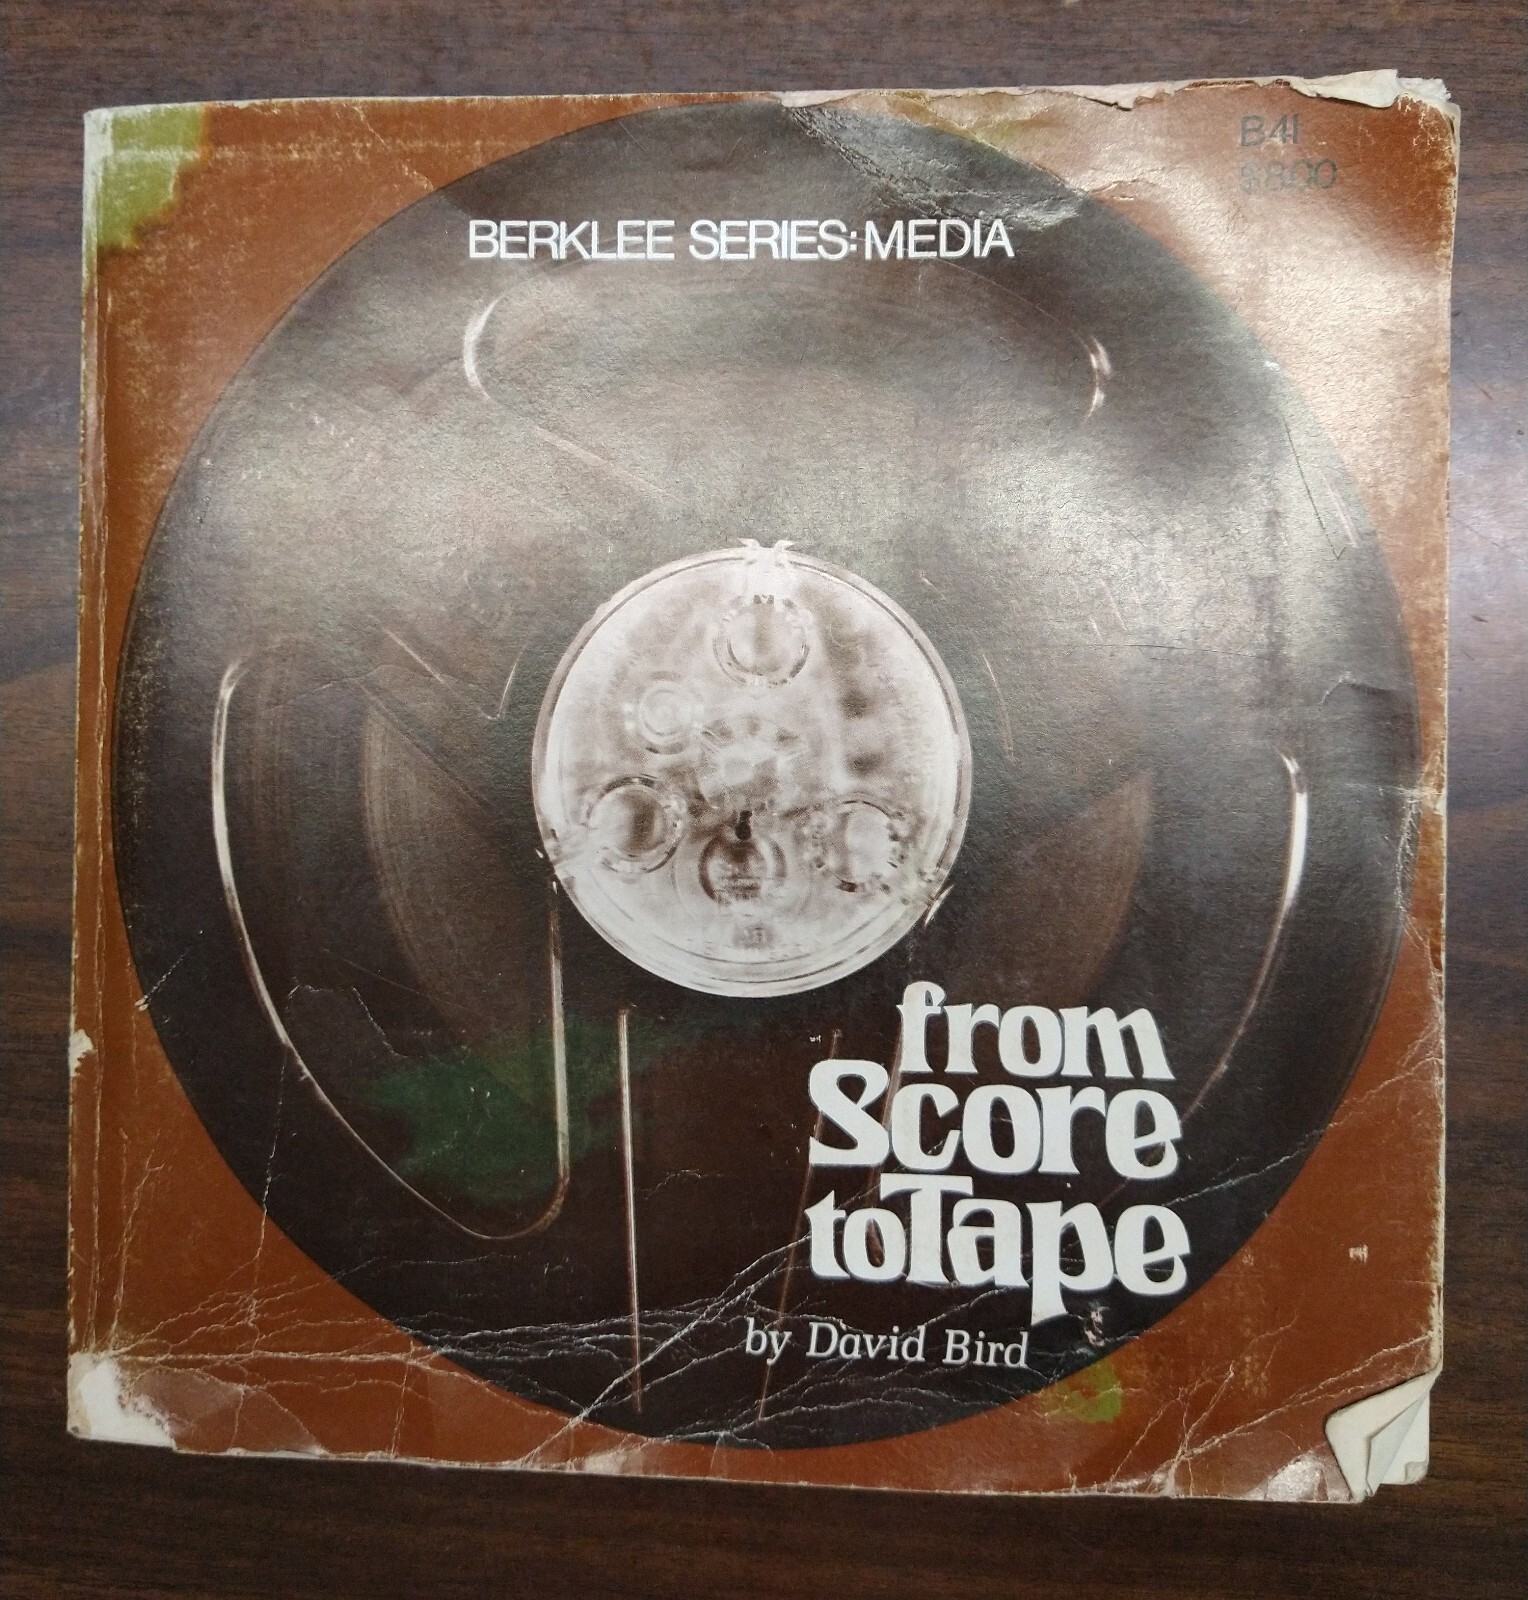 B41
$8.00
BERKLEE SERIES: MEDIA
from
Score
to Tape
by David Bird